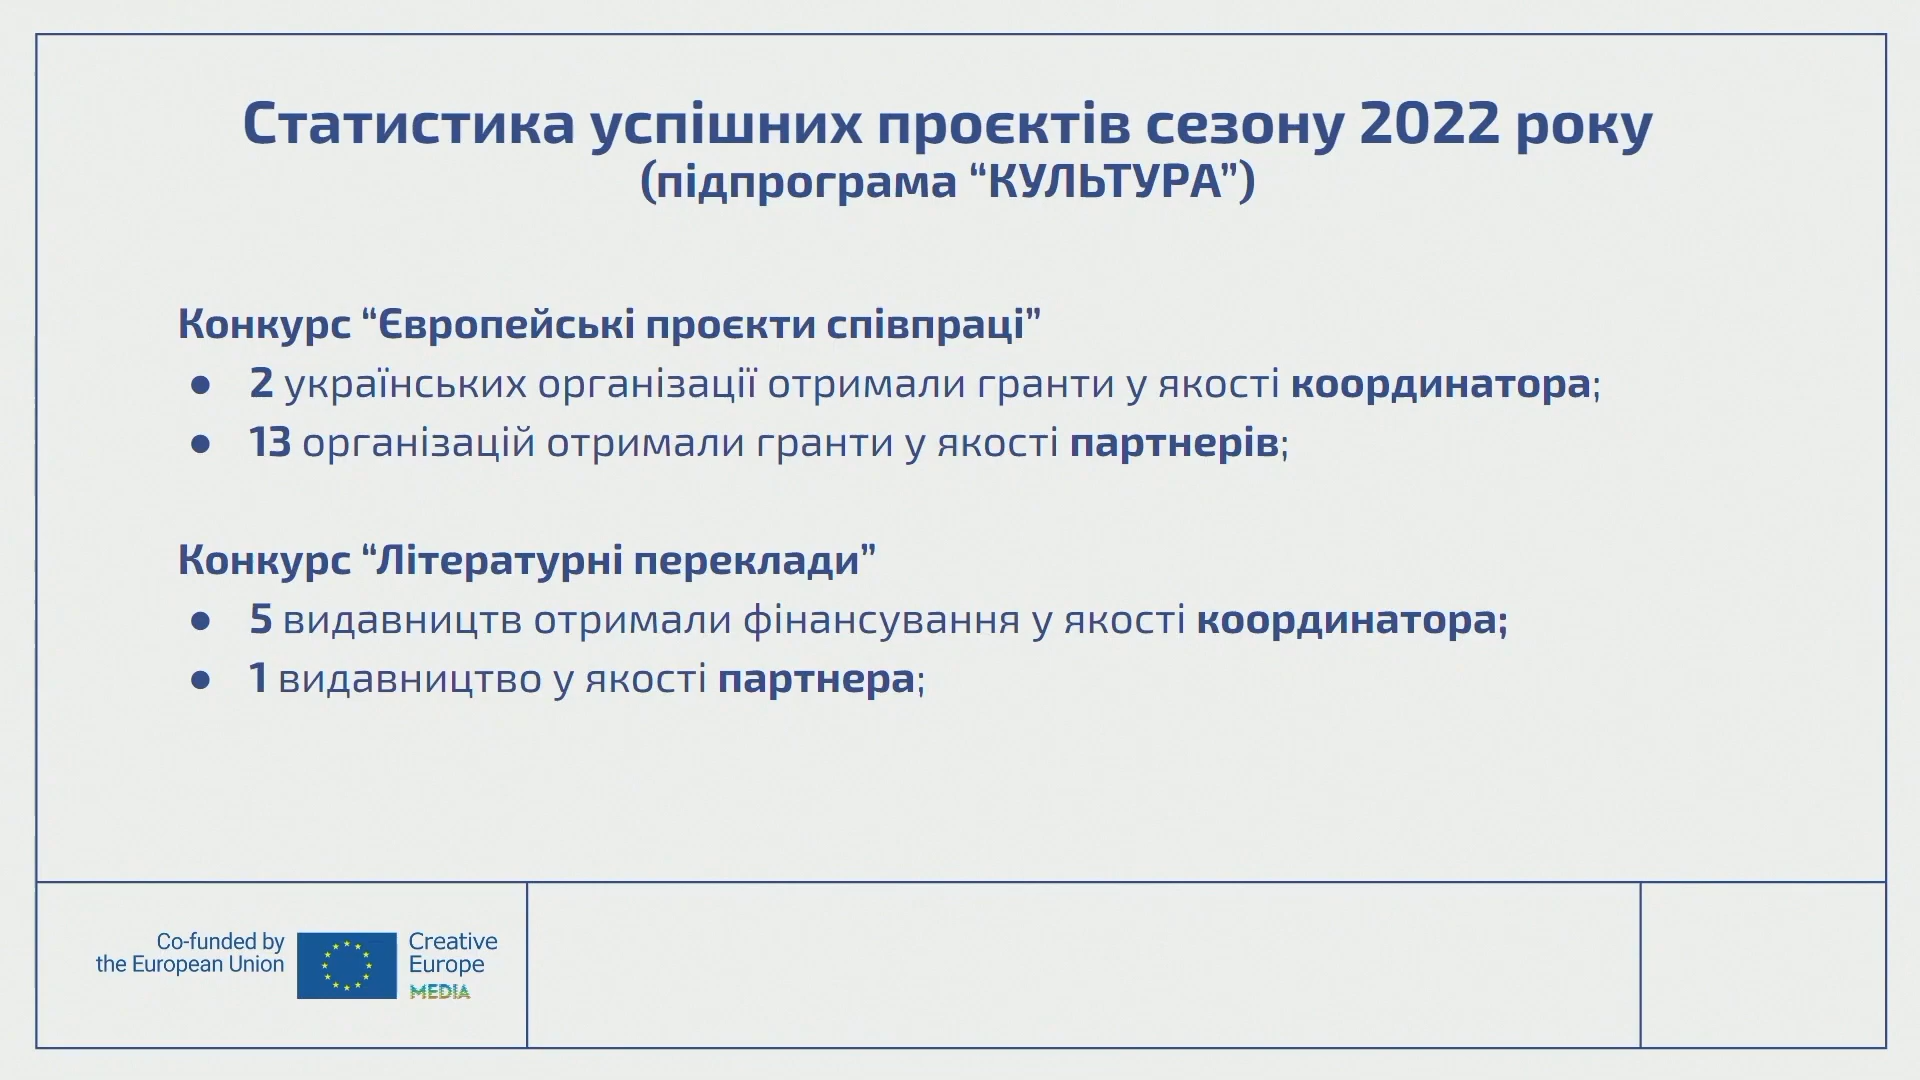 Статистика успішних проєктів сезону 2022 року
(підпрограма “КУЛЬТУРА”)
Конкурс “Європейські проєкти співпраці”
● 2 українських організації отримали гранти у якості координатора;
● 13 організацій отримали гранти у якості партнерів;
Конкурс “Літературні переклади”
● 5 видавництв отримали фінансування у якості координатора;
● 1 видавництво у якості партнера;
Co-funded by
the European Union
Creative
Europe
MEDIA